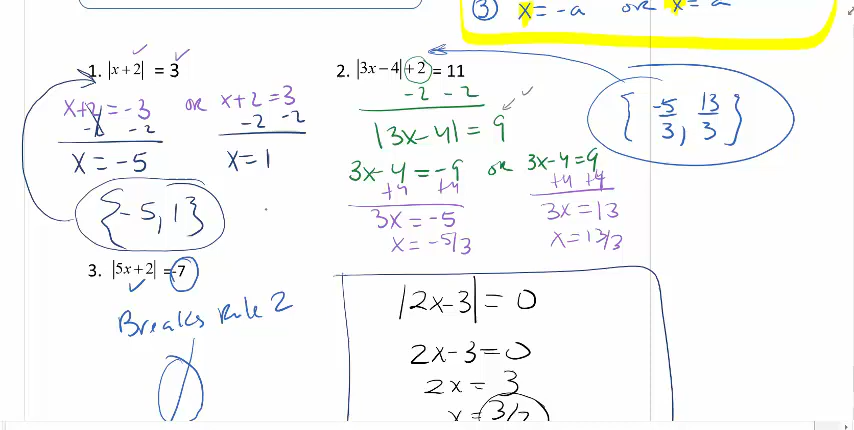 ③ x = -a or x = a
1. |x+2| = 3
x+2 = -3 or x+2 = 3
-2 -2 -2 -2
x = -5 x = 1
{-5, 1}
2. |3x-4|+2 = 11
-2 -2
|3x-4| = 9
3x-4 = -9 or 3x-4 = 9
+4 +4 +4 +4
3x = -5 3x = 13
x = -5/3 x = 13/3
{-5/3, 13/3}
3. |5x+2| = -7
Breaks Rule 2
|2x-3| = 0
2x-3 = 0
2x = 3
x = 3/2